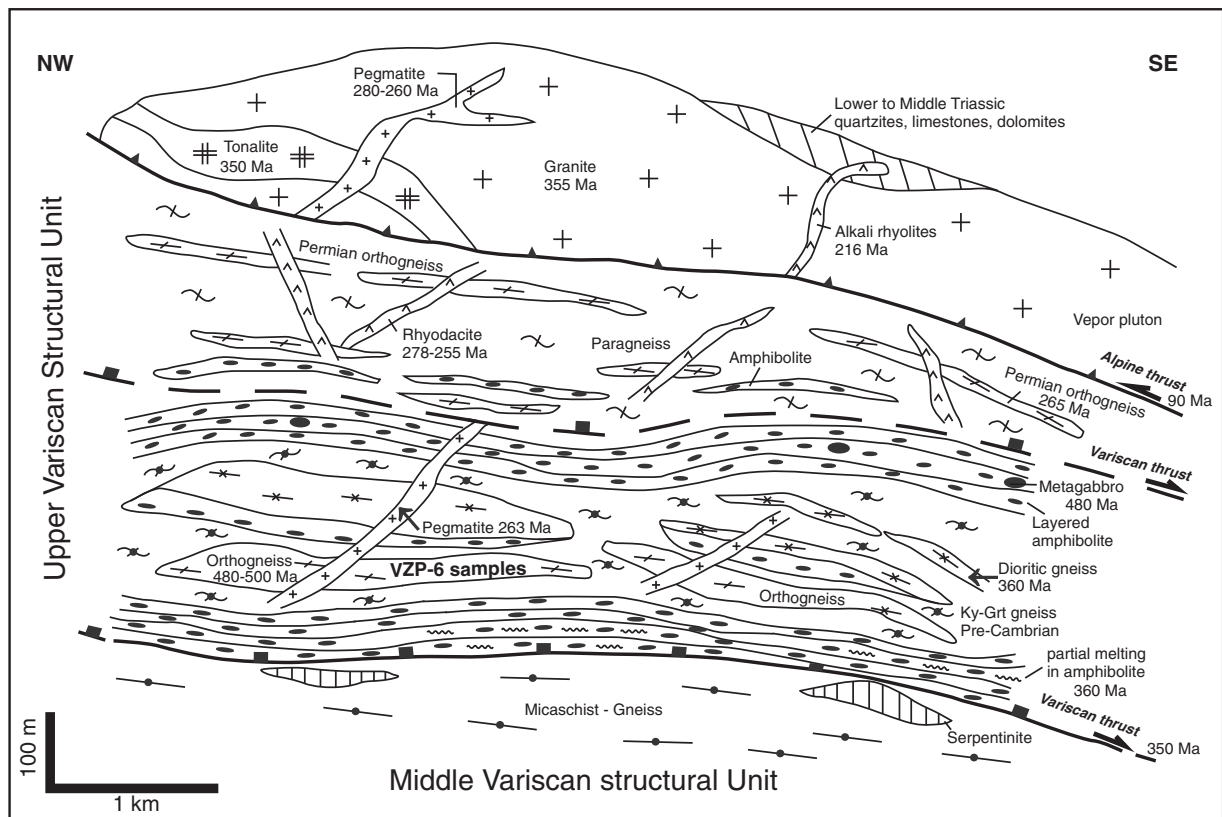 NW
SE
Pegmatite
280-260 Ma
Lower to Middle Triassic
quartzites, limestones, dolomites
Tonalite
350 Ma
Granite
355 Ma
Alkali rhyolites
216 Ma
Permian orthogneiss
Vepor pluton
Rhyodacite
278-255 Ma
Paragneiss
Amphibolite
Alpine thrust
90 Ma
Permian orthogneiss
265 Ma
Variscan thrust
Metagabbro
480 Ma
Layered
amphibolite
Pegmatite 263 Ma
Orthogneiss
480-500 Ma
VZP-6 samples
Dioritic gneiss
360 Ma
Orthogneiss
Ky-Grt gneiss
Pre-Cambrian
partial melting
in amphibolite
360 Ma
Variscan thrust
350 Ma
Micaschist - Gneiss
Serpentinite
Upper Variscan Structural Unit
Middle Variscan structural Unit
100 m
1 km